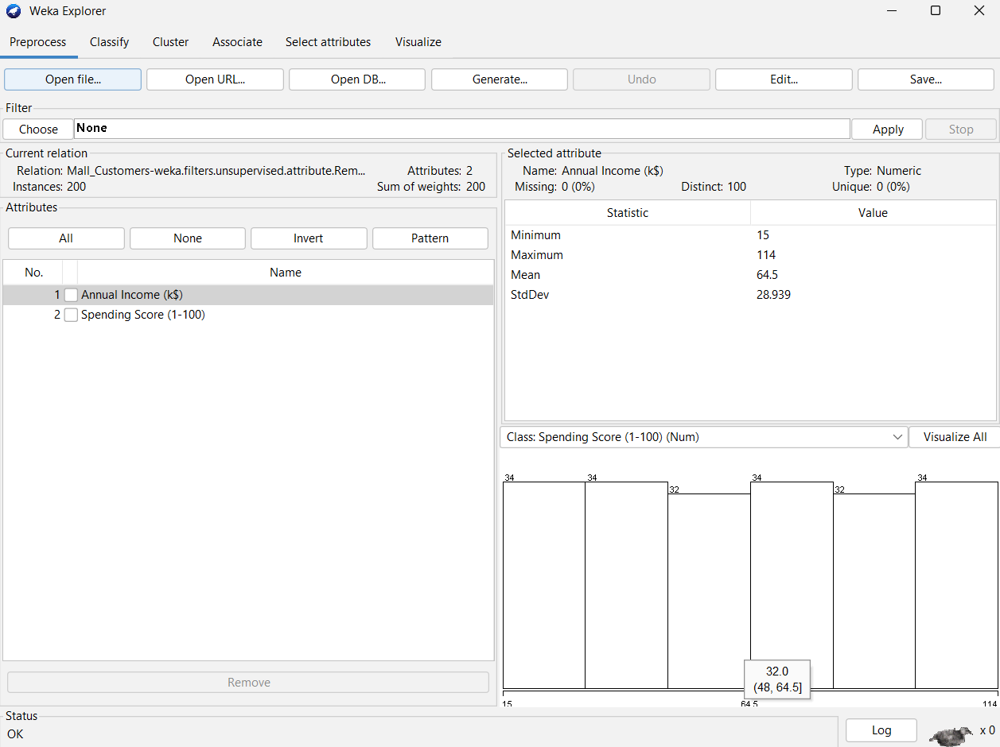 Weka Explorer
Preprocess Classify Cluster Associate Select attributes Visualize
Open file... Open URL... Open DB... Generate... Undo Edit... Save...
Filter
Choose None Apply Stop
Current relation
Relation: Mall_Customers-weka.filters.unsupervised.attribute.Rem... Attributes: 2
Instances: 200 Sum of weights: 200
Attributes
All None Invert Pattern
No. Name
1 Annual Income (k$)
2 Spending Score (1-100)
Remove
Selected attribute
Name: Annual Income (k$) Type: Numeric
Missing: 0 (0%) Distinct: 100 Unique: 0 (0%)
Statistic Value
Minimum 15
Maximum 114
Mean 64.5
StdDev 28.939
Class: Spending Score (1-100) (Num) Visualize All
34 34 32 34 32 34
32.0
(48, 64.5]
15 64.5 114
Status
OK
Log x 0